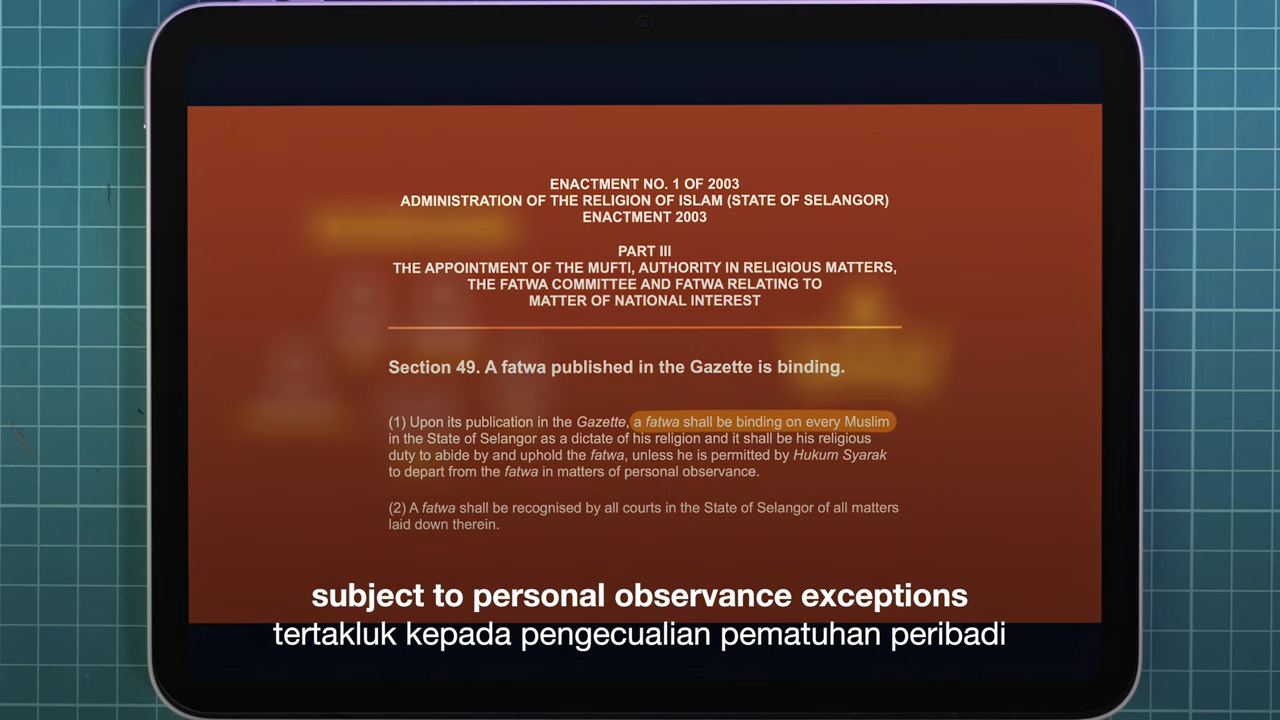 ENACTMENT NO. 1 OF 2003
ADMINISTRATION OF THE RELIGION OF ISLAM (STATE OF SELANGOR)
ENACTMENT 2003
PART III
THE APPOINTMENT OF THE MUFTI, AUTHORITY IN RELIGIOUS MATTERS,
THE FATWA COMMITTEE AND FATWA RELATING TO
MATTER OF NATIONAL INTEREST
Section 49. A fatwa published in the Gazette is binding.
(1) Upon its publication in the Gazette, a fatwa shall be binding on every Muslim
in the State of Selangor as a dictate of his religion and it shall be his religious
duty to abide by and uphold the fatwa, unless he is permitted by Hukum Syarak
to depart from the fatwa in matters of personal observance.
(2) A fatwa shall be recognised by all courts in the State of Selangor of all matters
laid down therein.
subject to personal observance exceptions
tertakluk kepada pengecualian pematuhan peribadi